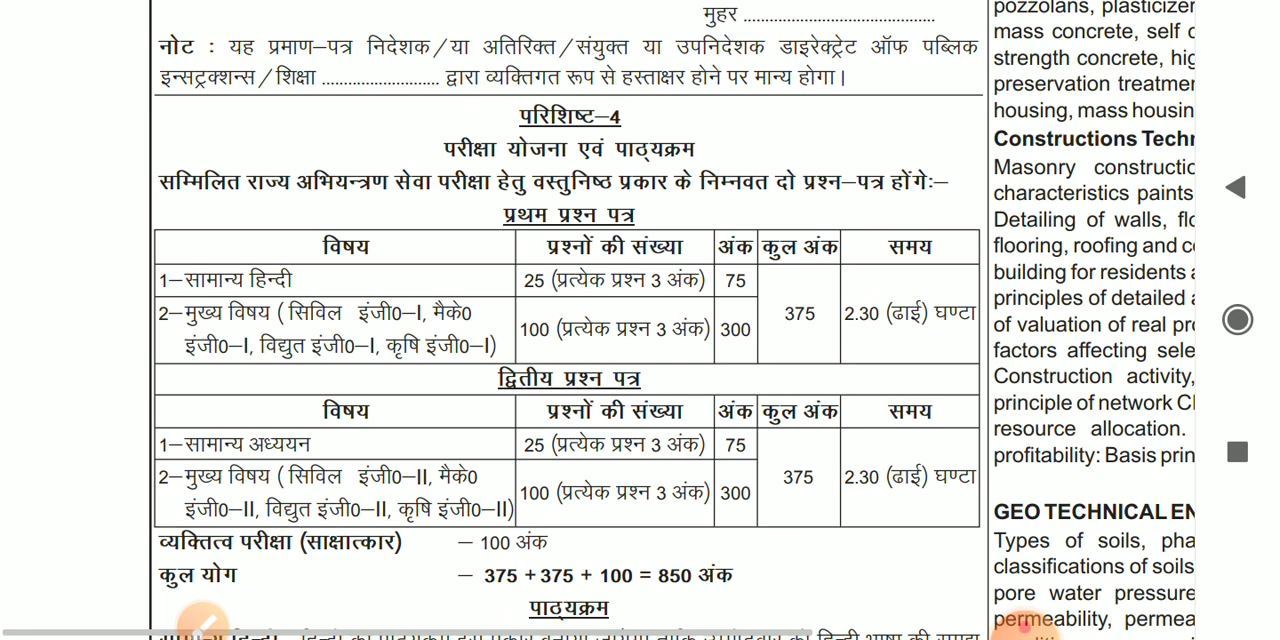 मुहर ......................................
नोट : यह प्रमाण–पत्र निदेशक/या अतिरिक्त/संयुक्त या उपनिदेशक डाइरेक्ट्रेट ऑफ पब्लिक
इन्सट्रक्शन्स/शिक्षा ........................ द्वारा व्यक्तिगत रूप से हस्ताक्षर होने पर मान्य होगा।
परिशिष्ट–4
परीक्षा योजना एवं पाठ्यक्रम
सम्मिलित राज्य अभियन्त्रण सेवा परीक्षा हेतु वस्तुनिष्ठ प्रकार के निम्नवत दो प्रश्न–पत्र होंगेः–
प्रथम प्रश्न पत्र
विषय प्रश्नों की संख्या अंक कुल अंक समय
1–सामान्य हिन्दी 25 (प्रत्येक प्रश्न 3 अंक) 75
2–मुख्य विषय ( सिविल इंजी0–I, मैके0
इंजी0–I, विद्युत इंजी0–I, कृषि इंजी0–I) 100 (प्रत्येक प्रश्न 3 अंक) 300 375 2.30 (ढाई) घण्टा
द्वितीय प्रश्न पत्र
विषय प्रश्नों की संख्या अंक कुल अंक समय
1–सामान्य अध्ययन 25 (प्रत्येक प्रश्न 3 अंक) 75
2–मुख्य विषय ( सिविल इंजी0–II, मैके0
इंजी0–II, विद्युत इंजी0–II, कृषि इंजी0–II) 100 (प्रत्येक प्रश्न 3 अंक) 300 375 2.30 (ढाई) घण्टा
व्यक्तित्व परीक्षा (साक्षात्कार) – 100 अंक
कुल योग – 375 + 375 + 100 = 850 अंक
पाठ्यक्रम
pozzolans, plasticizer
mass concrete, self c
strength concrete, hig
preservation treatmer
housing, mass housin
Constructions Techr
Masonry constructic
characteristics paints
Detailing of walls, flo
flooring, roofing and c
building for residents a
principles of detailed a
of valuation of real pro
factors affecting sele
Construction activity,
principle of network Cl
resource allocation.
profitability: Basis prin
GEO TECHNICAL EN
Types of soils, pha
classifications of soils
pore water pressure
permeability, permea